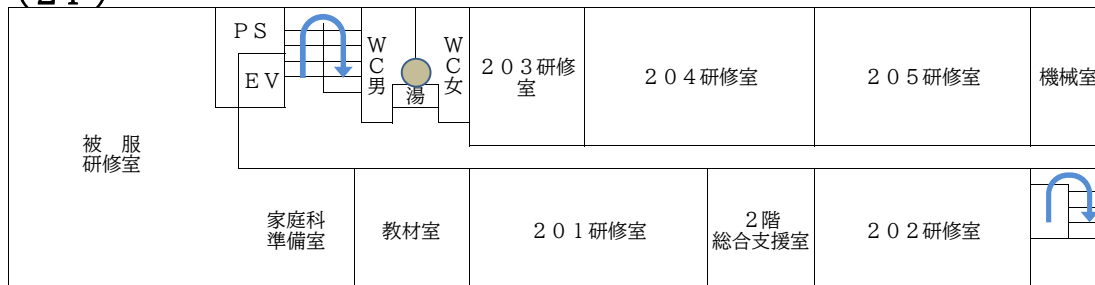 (2F)
PS
EV
WC男
湯
WC女
203研修
室
204研修室
205研修室
機械室
被 服
研修室
家庭科
準備室
教材室
201研修室
2階
総合支援室
202研修室